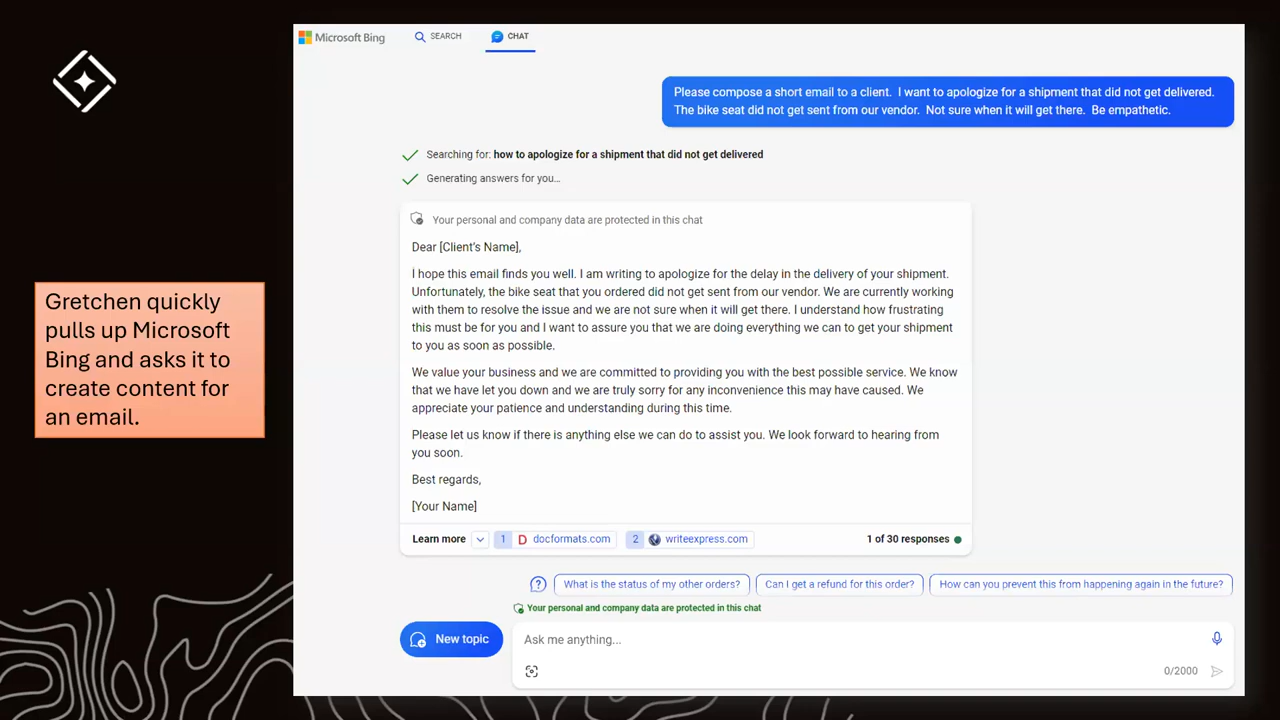 Microsoft Bing
SEARCH
CHAT
Please compose a short email to a client. I want to apologize for a shipment that did not get delivered.
The bike seat did not get sent from our vendor. Not sure when it will get there. Be empathetic.
Searching for: how to apologize for a shipment that did not get delivered
Generating answers for you...
Your personal and company data are protected in this chat
Dear [Client's Name],
I hope this email finds you well. I am writing to apologize for the delay in the delivery of your shipment.
Unfortunately, the bike seat that you ordered did not get sent from our vendor. We are currently working
with them to resolve the issue and we are not sure when it will get there. I understand how frustrating
this must be for you and I want to assure you that we are doing everything we can to get your shipment
to you as soon as possible.
We value your business and we are committed to providing you with the best possible service. We know
that we have let you down and we are truly sorry for any inconvenience this may have caused. We
appreciate your patience and understanding during this time.
Please let us know if there is anything else we can do to assist you. We look forward to hearing from
you soon.
Best regards,
[Your Name]
Learn more
1 D docformats.com
2 writeexpress.com
1 of 30 responses
What is the status of my other orders?
Can I get a refund for this order?
How can you prevent this from happening again in the future?
Your personal and company data are protected in this chat
New topic
Ask me anything...
0/2000
Gretchen quickly
pulls up Microsoft
Bing and asks it to
create content for
an email.